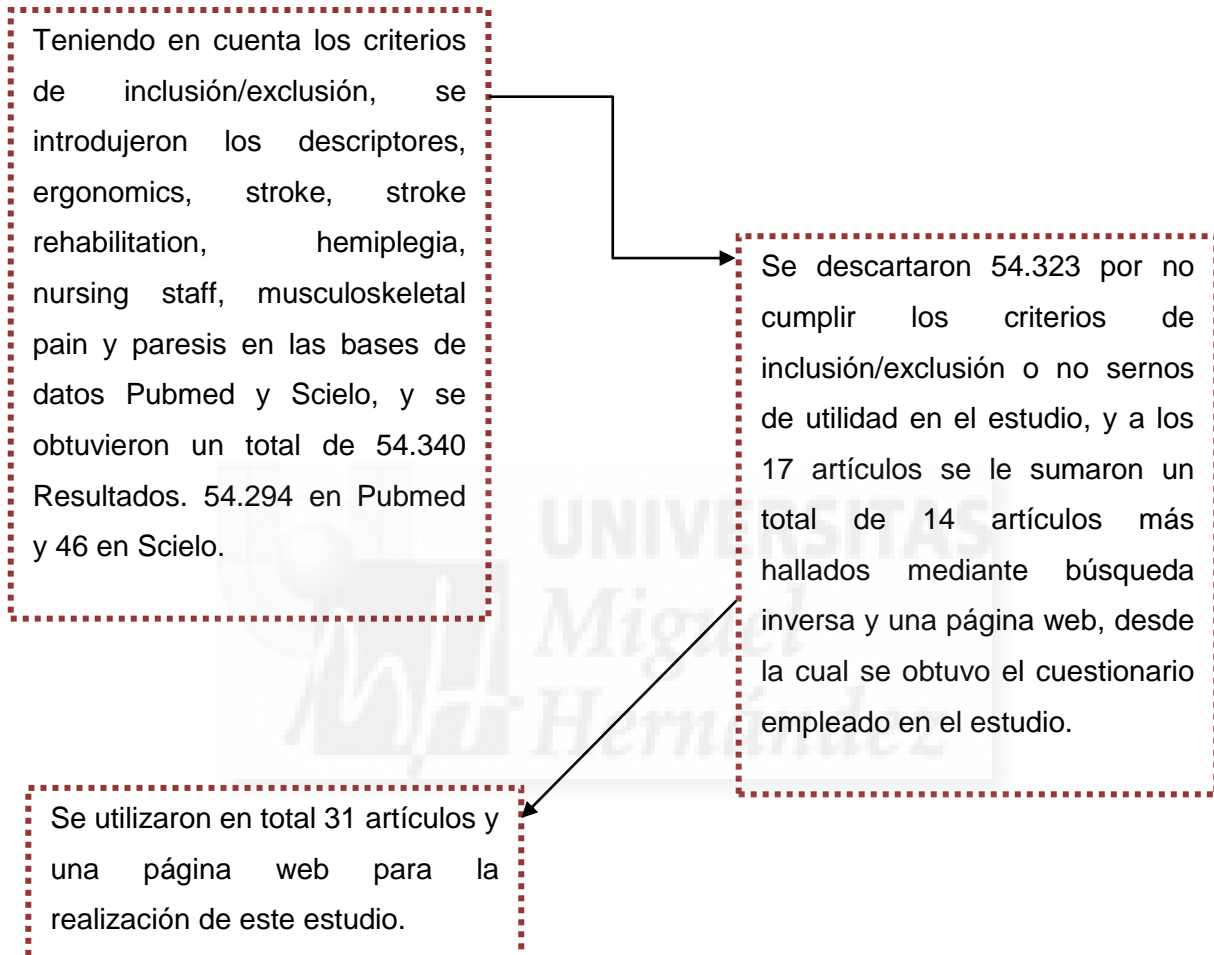 Teniendo en cuenta los criterios
de inclusión/exclusión, se
introdujeron los descriptores,
ergonomics, stroke, stroke
rehabilitation, hemiplegia,
nursing staff, musculoskeletal
pain y paresis en las bases de
datos Pubmed y Scielo, y se
obtuvieron un total de 54.340
Resultados. 54.294 en Pubmed
y 46 en Scielo.
Se descartaron 54.323 por no
cumplir los criterios de
inclusión/exclusión o no sernos
de utilidad en el estudio, y a los
17 artículos se le sumaron un
total de 14 artículos más
hallados mediante búsqueda
inversa y una página web, desde
la cual se obtuvo el cuestionario
empleado en el estudio.
Se utilizaron en total 31 artículos y
una página web para la
realización de este estudio.
UNIVERSITAS
Miguel
Hernández